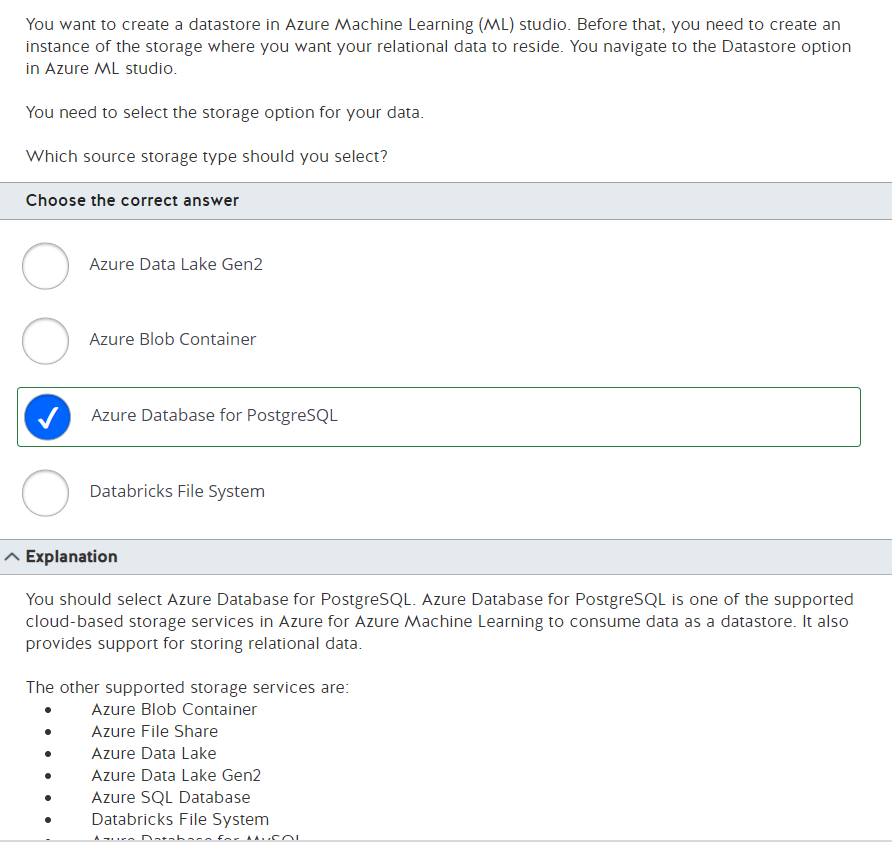 You want to create a datastore in Azure Machine Learning (ML) studio. Before that, you need to create an
instance of the storage where you want your relational data to reside. You navigate to the Datastore option
in Azure ML studio.
You need to select the storage option for your data.
Which source storage type should you select?
Choose the correct answer
Azure Data Lake Gen2
Azure Blob Container
Azure Database for PostgreSQL
Databricks File System
Explanation
You should select Azure Database for PostgreSQL. Azure Database for PostgreSQL is one of the supported
cloud-based storage services in Azure for Azure Machine Learning to consume data as a datastore. It also
provides support for storing relational data.
The other supported storage services are:
• Azure Blob Container
• Azure File Share
• Azure Data Lake
• Azure Data Lake Gen2
• Azure SQL Database
• Databricks File System
• Azure Database for MySQL